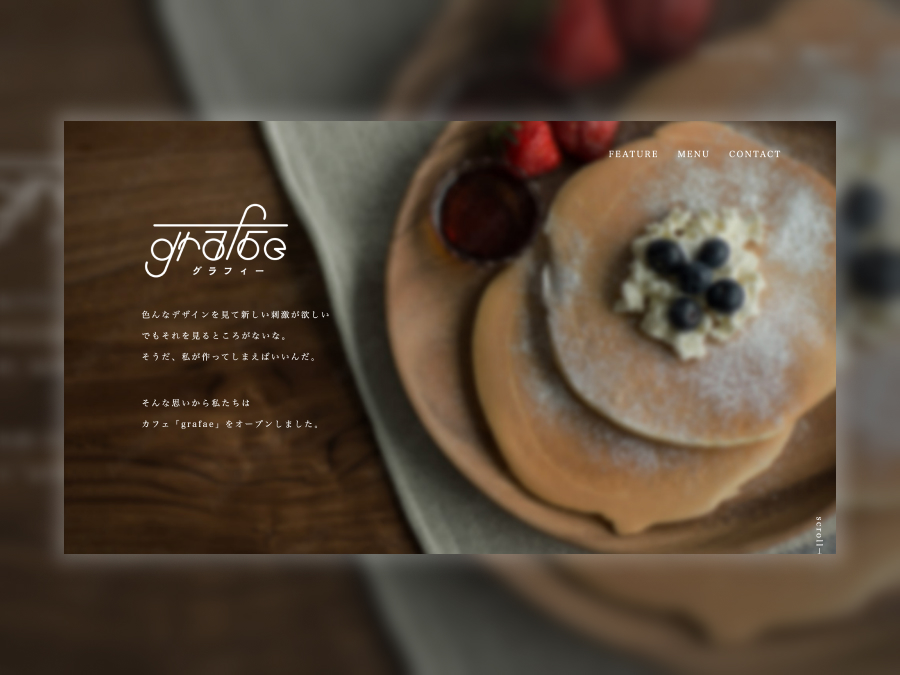 FEATURE MENU CONTACT
grafae
グラフィー
色んなデザインを見て新しい刺激が欲しい
でもそれを見るところがないな。
そうだ、私が作ってしまえばいいんだ。
そんな思いから私たちは
カフェ「grafae」をオープンしました。
scroll